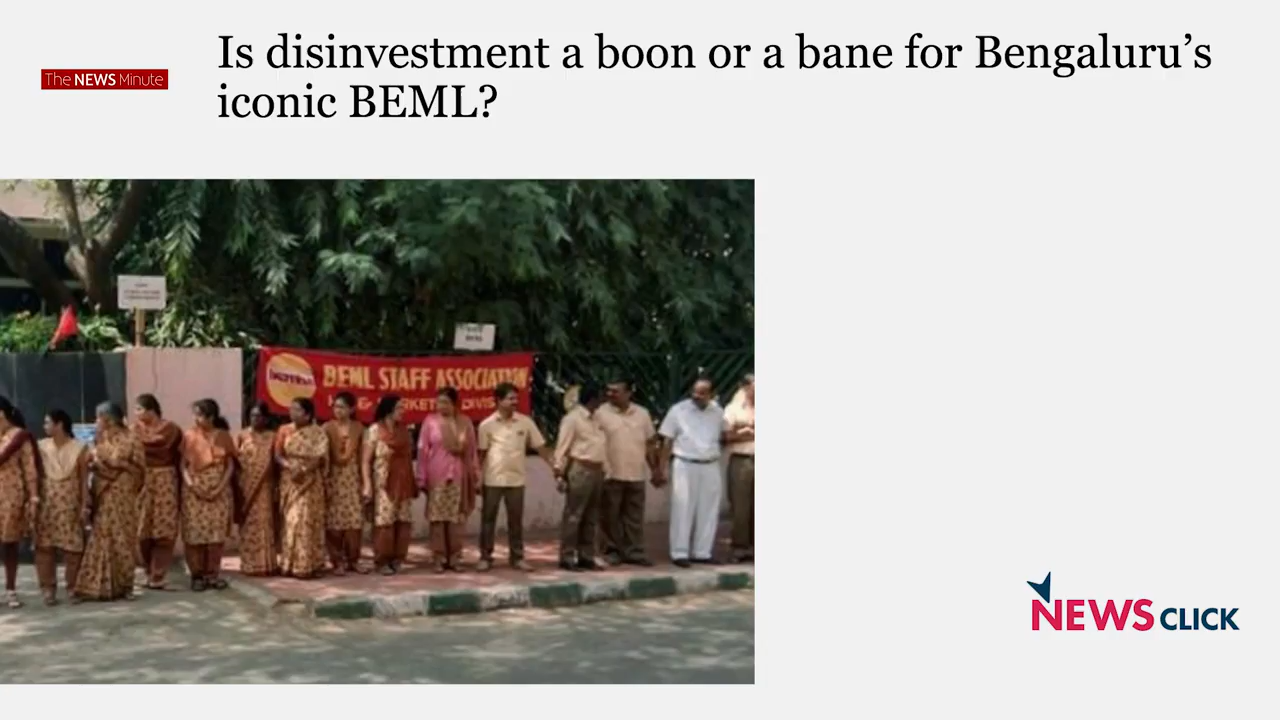 The NEWS Minute
Is disinvestment a boon or a bane for Bengaluru’s
iconic BEML?
BEML STAFF ASSOCIATION
NEWS CLICK